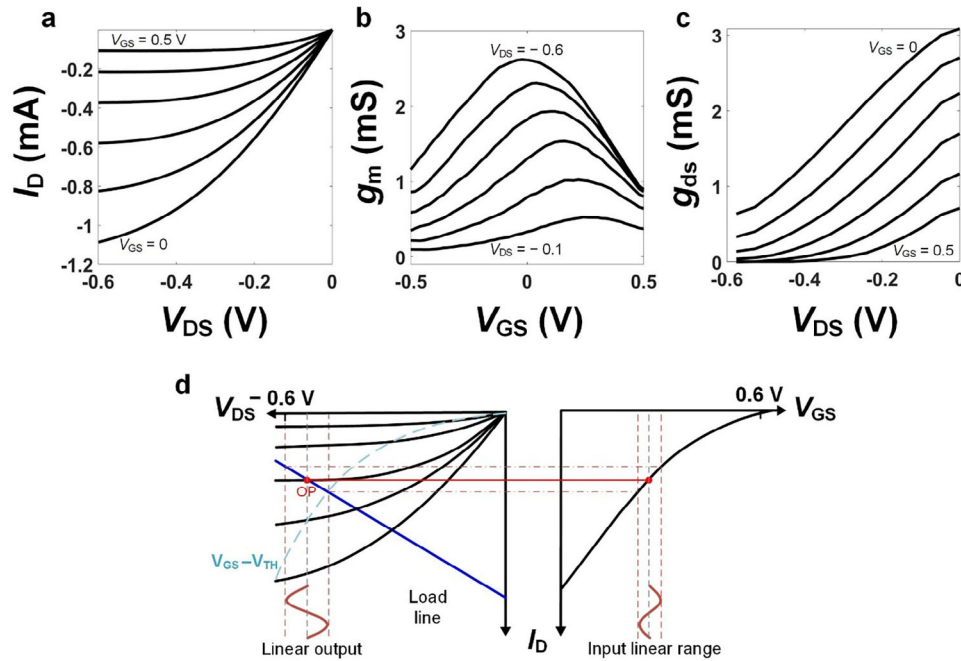 a
V_GS = 0.5 V
-0.2
-0.4
-0.6
-0.8
-1
-1.2
V_GS = 0
-0.6
-0.4
-0.2
0
I_D (mA)
V_DS (V)
b
3
2
1
0
V_DS = − 0.6
V_DS = − 0.1
-0.5
0
0.5
g_m (mS)
V_GS (V)
c
3
2
1
0
V_GS = 0
V_GS = 0.5
-0.6
-0.4
-0.2
0
g_ds (mS)
V_DS (V)
d
V_DS
− 0.6 V
0.6 V
V_GS
OP
V_GS−V_TH
Load
line
Linear output
I_D
Input linear range